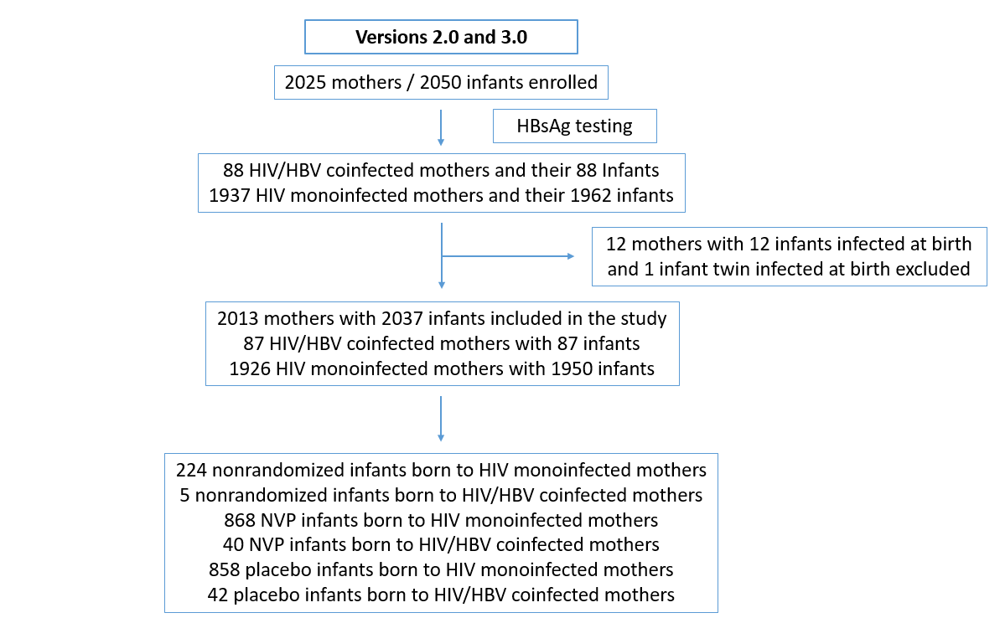 Versions 2.0 and 3.0
2025 mothers / 2050 infants enrolled
HBsAg testing
88 HIV/HBV coinfected mothers and their 88 Infants
1937 HIV monoinfected mothers and their 1962 infants
12 mothers with 12 infants infected at birth
and 1 infant twin infected at birth excluded
2013 mothers with 2037 infants included in the study
87 HIV/HBV coinfected mothers with 87 infants
1926 HIV monoinfected mothers with 1950 infants
224 nonrandomized infants born to HIV monoinfected mothers
5 nonrandomized infants born to HIV/HBV coinfected mothers
868 NVP infants born to HIV monoinfected mothers
40 NVP infants born to HIV/HBV coinfected mothers
858 placebo infants born to HIV monoinfected mothers
42 placebo infants born to HIV/HBV coinfected mothers